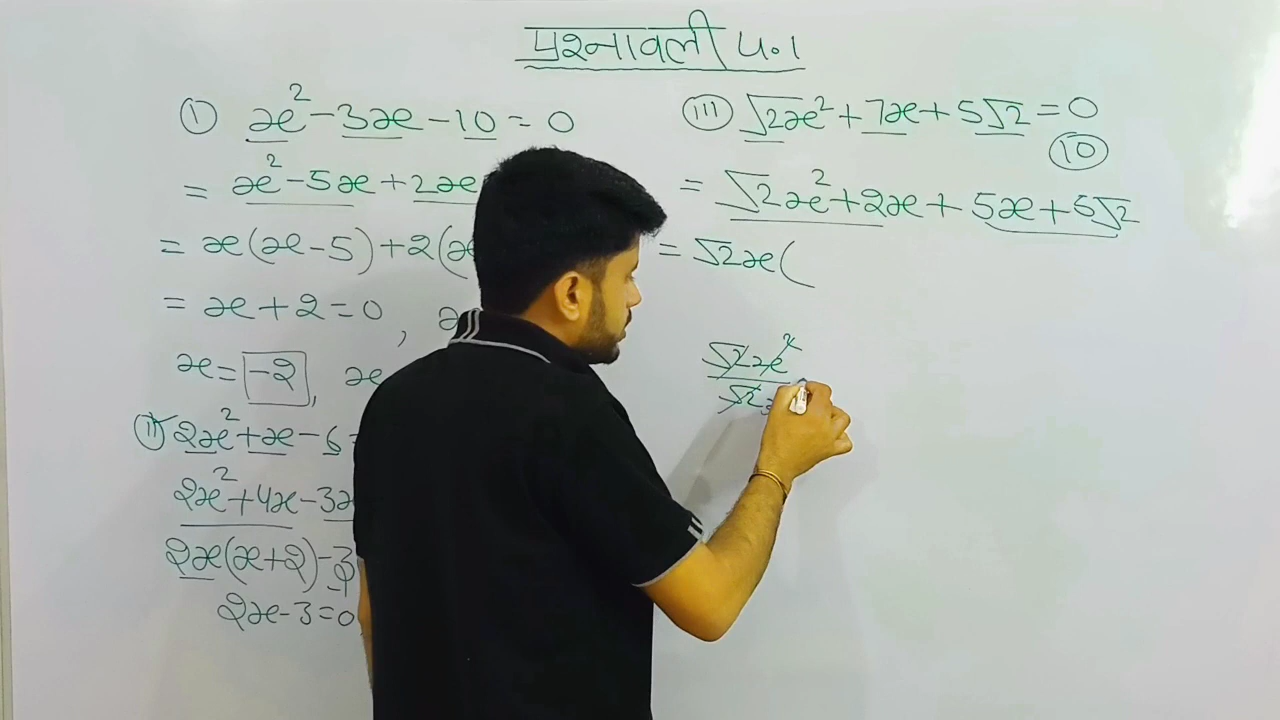 प्रश्नावली 5.1
(i) x² - 3x - 10 = 0
= x² - 5x + 2x
= x(x - 5) + 2(x
= x + 2 = 0 ,
x = -2 , x
(ii) 2x² + x - 6 =
2x² + 4x - 3x
2x(x + 2) - 3
2x - 3 = 0
(iii) √2x² + 7x + 5√2 = 0
(10)
= √2x² + 2x + 5x + 5√2
= √2x(
√2x²
√2